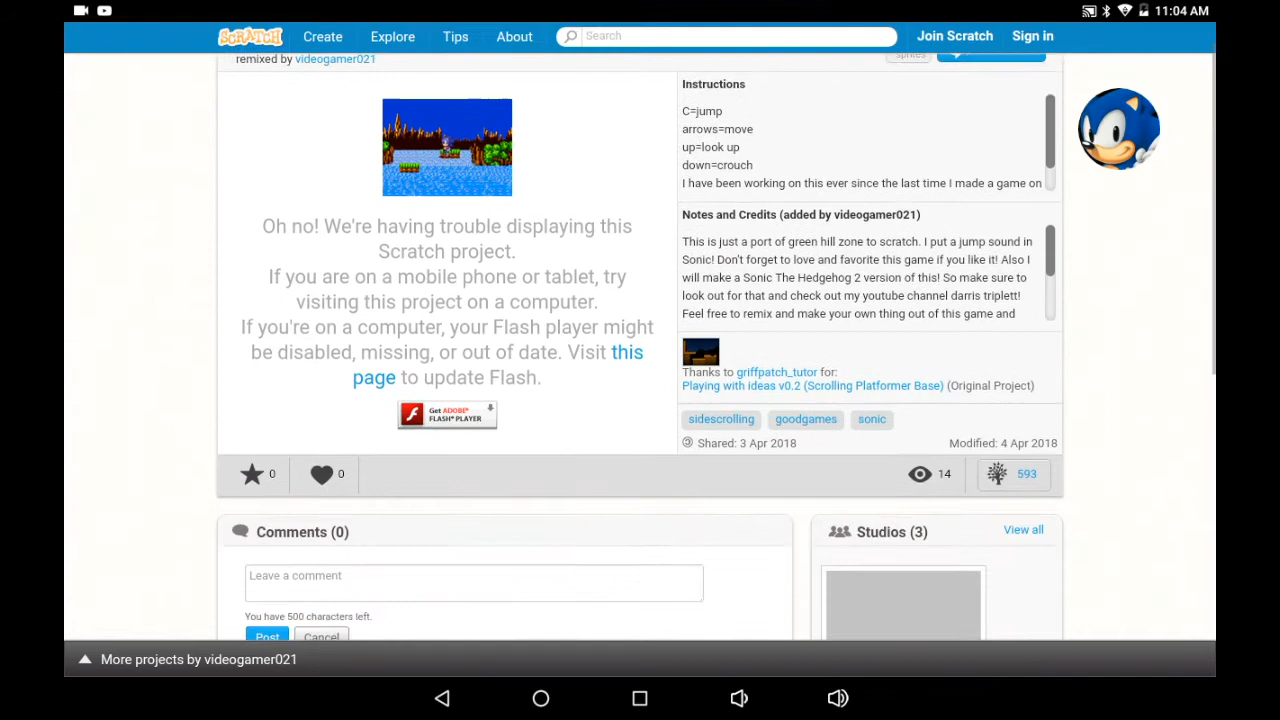 11:04 AM
SCRATCH Create Explore Tips About Search Join Scratch Sign in
remixed by videogamer021
sprites
Oh no! We're having trouble displaying this
Scratch project.
If you are on a mobile phone or tablet, try
visiting this project on a computer.
If you're on a computer, your Flash player might
be disabled, missing, or out of date. Visit this
page to update Flash.
Get ADOBE®
FLASH® PLAYER
Instructions
C=jump
arrows=move
up=look up
down=crouch
I have been working on this ever since the last time I made a game on
Notes and Credits (added by videogamer021)
This is just a port of green hill zone to scratch. I put a jump sound in
Sonic! Don't forget to love and favorite this game if you like it! Also I
will make a Sonic The Hedgehog 2 version of this! So make sure to
look out for that and check out my youtube channel darris triplett!
Feel free to remix and make your own thing out of this game and
Thanks to griffpatch_tutor for:
Playing with ideas v0.2 (Scrolling Platformer Base) (Original Project)
sidescrolling goodgames sonic
Shared: 3 Apr 2018 Modified: 4 Apr 2018
0 0 14 593
Comments (0)
Leave a comment
You have 500 characters left.
Post Cancel
Studios (3) View all
More projects by videogamer021